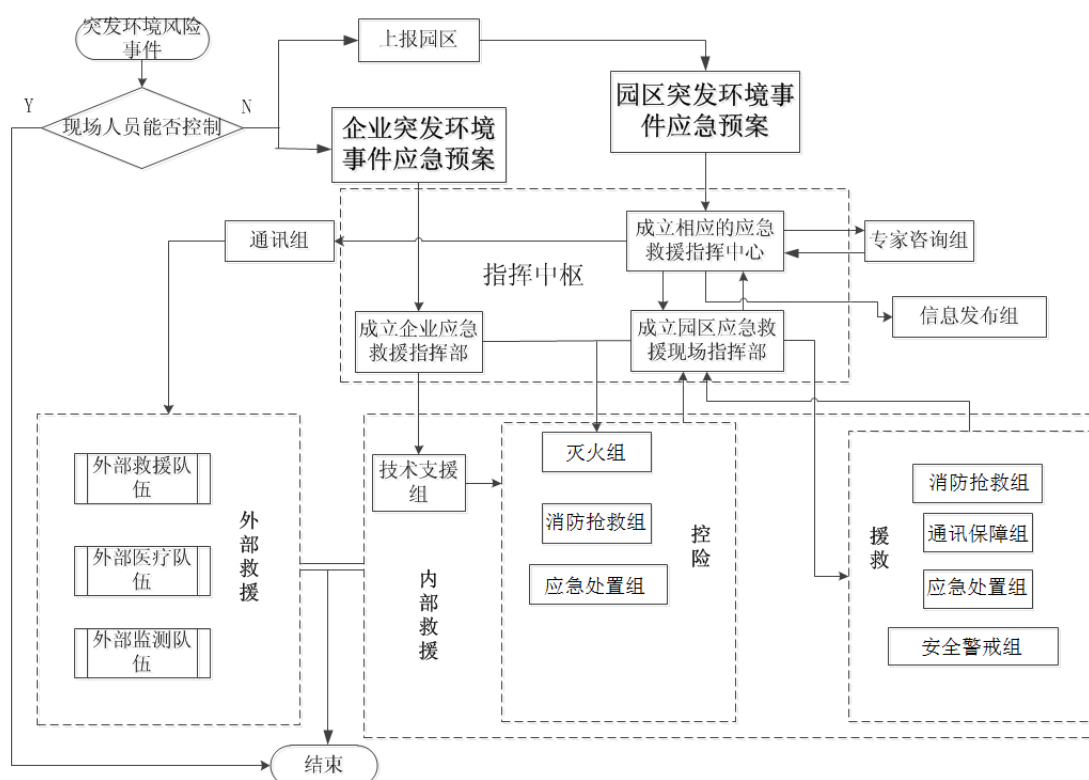 突发环境风险
事件
上报园区
Y
N
现场人员能否控制
园区突发环境事
件应急预案
企业突发环境
事件应急预案
通讯组
成立相应的应急
救援指挥中心
专家咨询组
指挥中枢
信息发布组
成立企业应急
救援指挥部
成立园区应急救
援现场指挥部
外部救援队
伍
外部医疗队
伍
外部监测队
伍
外部救援
技术支援
组
内部救援
灭火组
消防抢救组
应急处置组
控险
援救
消防抢救组
通讯保障组
应急处置组
安全警戒组
结束